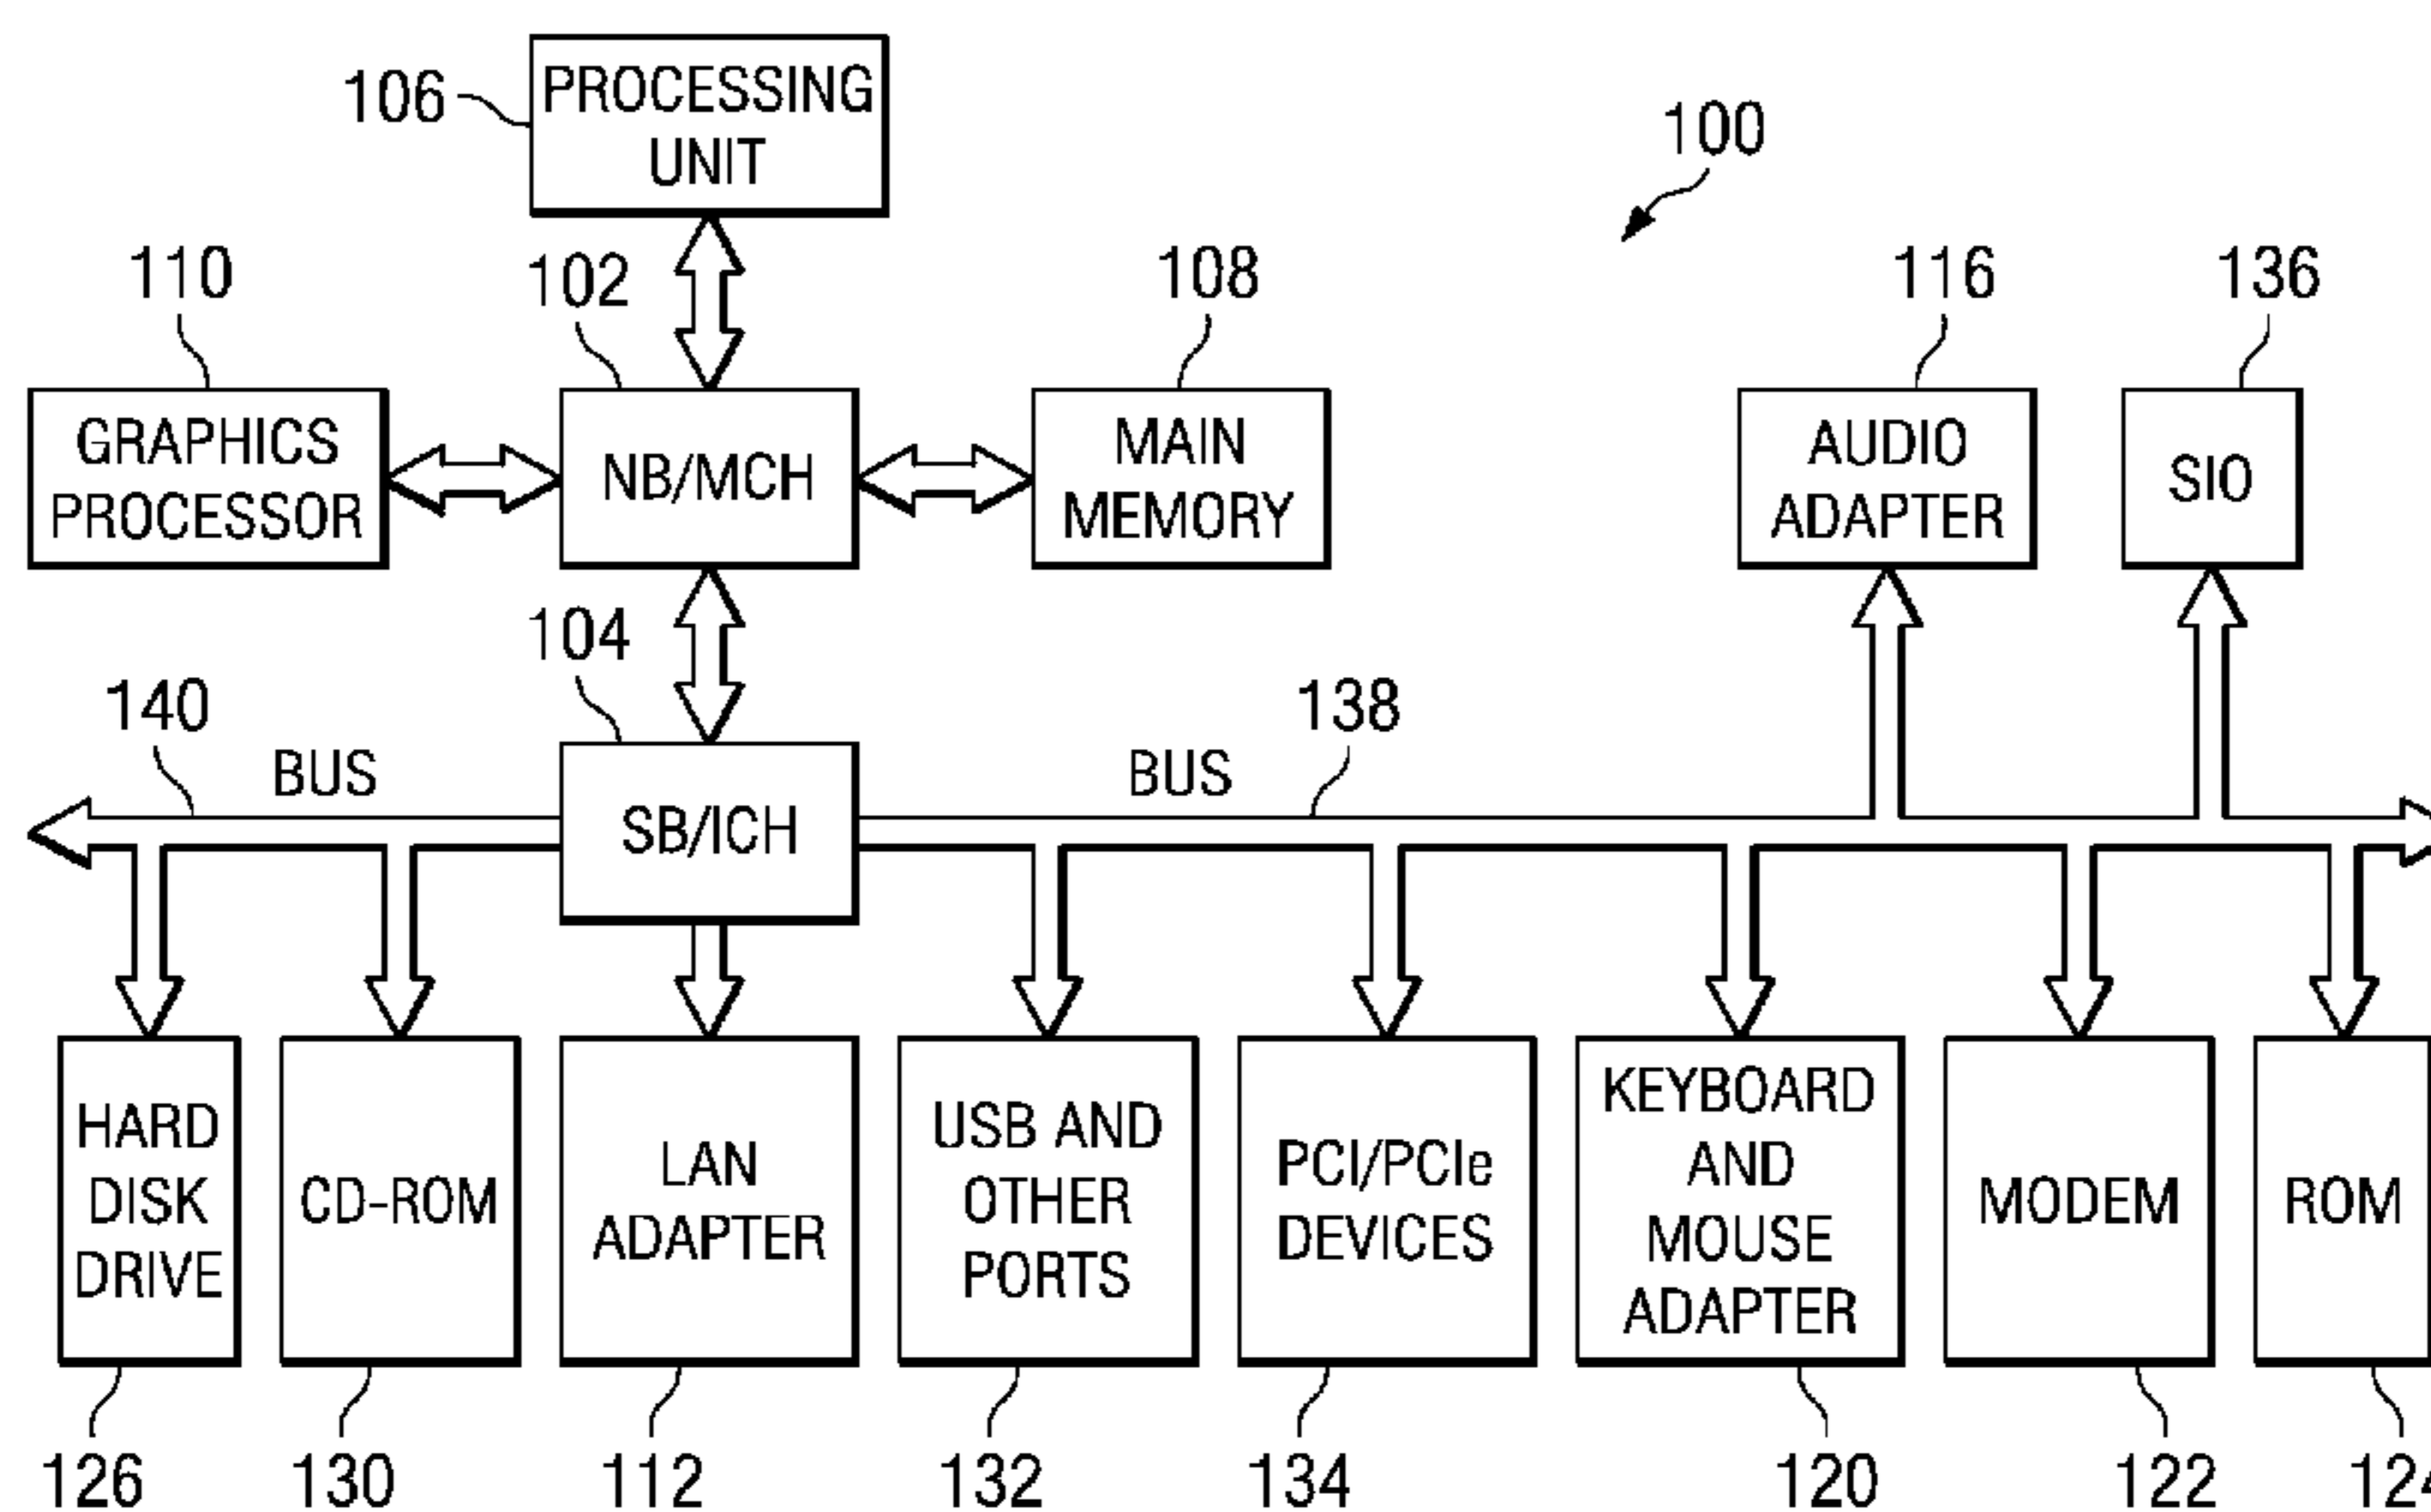 106
PROCESSING
UNIT
100
110
102
108
116
136
GRAPHICS
PROCESSOR
NB/MCH
MAIN
MEMORY
AUDIO
ADAPTER
SIO
104
140
BUS
SB/ICH
BUS
138
HARD
DISK
DRIVE
CD-ROM
LAN
ADAPTER
USB AND
OTHER
PORTS
PCI/PCIe
DEVICES
KEYBOARD
AND
MOUSE
ADAPTER
MODEM
ROM
126
130
112
132
134
120
122
124